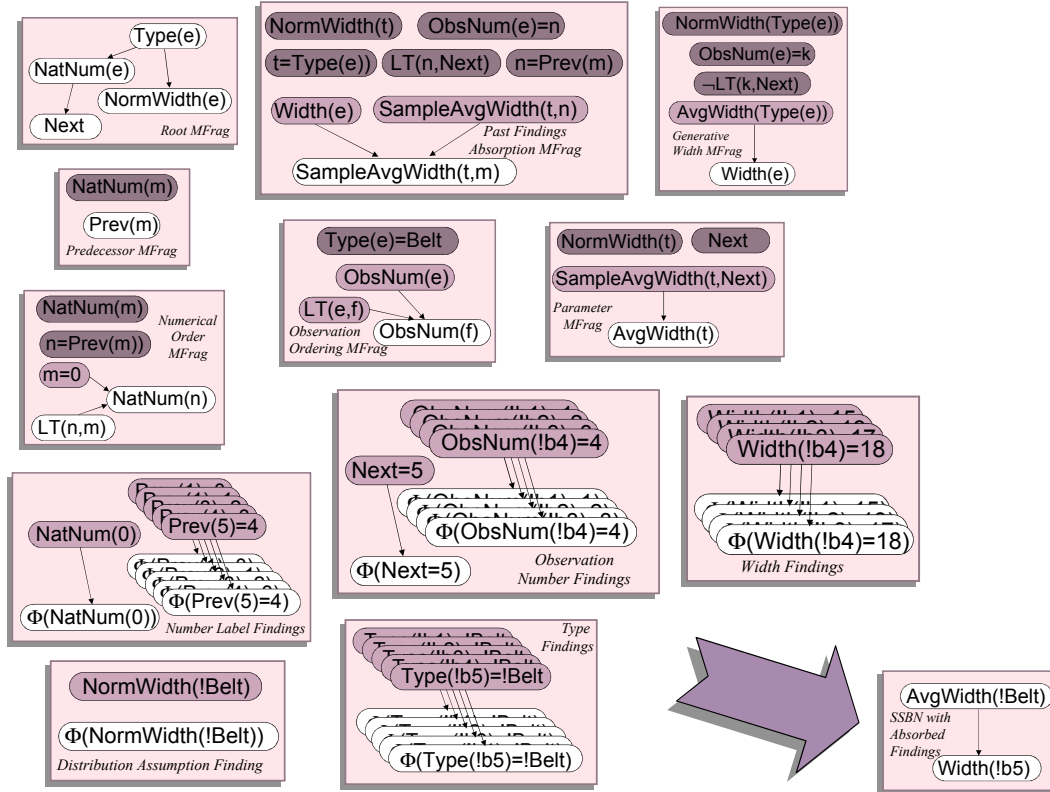 Type(e)
NatNum(e)
NormWidth(e)
Next
Root MFrag
NormWidth(t)
ObsNum(e)=n
t=Type(e))
LT(n,Next)
n=Prev(m)
Width(e)
SampleAvgWidth(t,n)
Past Findings
Absorption MFrag
SampleAvgWidth(t,m)
NormWidth(Type(e))
ObsNum(e)=k
¬LT(k,Next)
AvgWidth(Type(e))
Generative
Width MFrag
Width(e)
NatNum(m)
Prev(m)
Predecessor MFrag
Type(e)=Belt
ObsNum(e)
LT(e,f)
ObsNum(f)
Observation
Ordering MFrag
NormWidth(t)
Next
SampleAvgWidth(t,Next)
Parameter
MFrag
AvgWidth(t)
NatNum(m)
Numerical
Order
MFrag
n=Prev(m))
m=0
NatNum(n)
LT(n,m)
ObsNum(!b4)=4
Next=5
Φ(ObsNum(!b4)=4)
Φ(Next=5)
Observation
Number Findings
Width(!b4)=18
Φ(Width(!b4)=18)
Width Findings
Prev(5)=4
NatNum(0)
Φ(Prev(5)=4)
Φ(NatNum(0))
Number Label Findings
Type
Findings
Type(!b5)=!Belt
Φ(Type(!b5)=!Belt)
NormWidth(!Belt)
Φ(NormWidth(!Belt))
Distribution Assumption Finding
AvgWidth(!Belt)
SSBN with
Absorbed
Findings
Width(!b5)